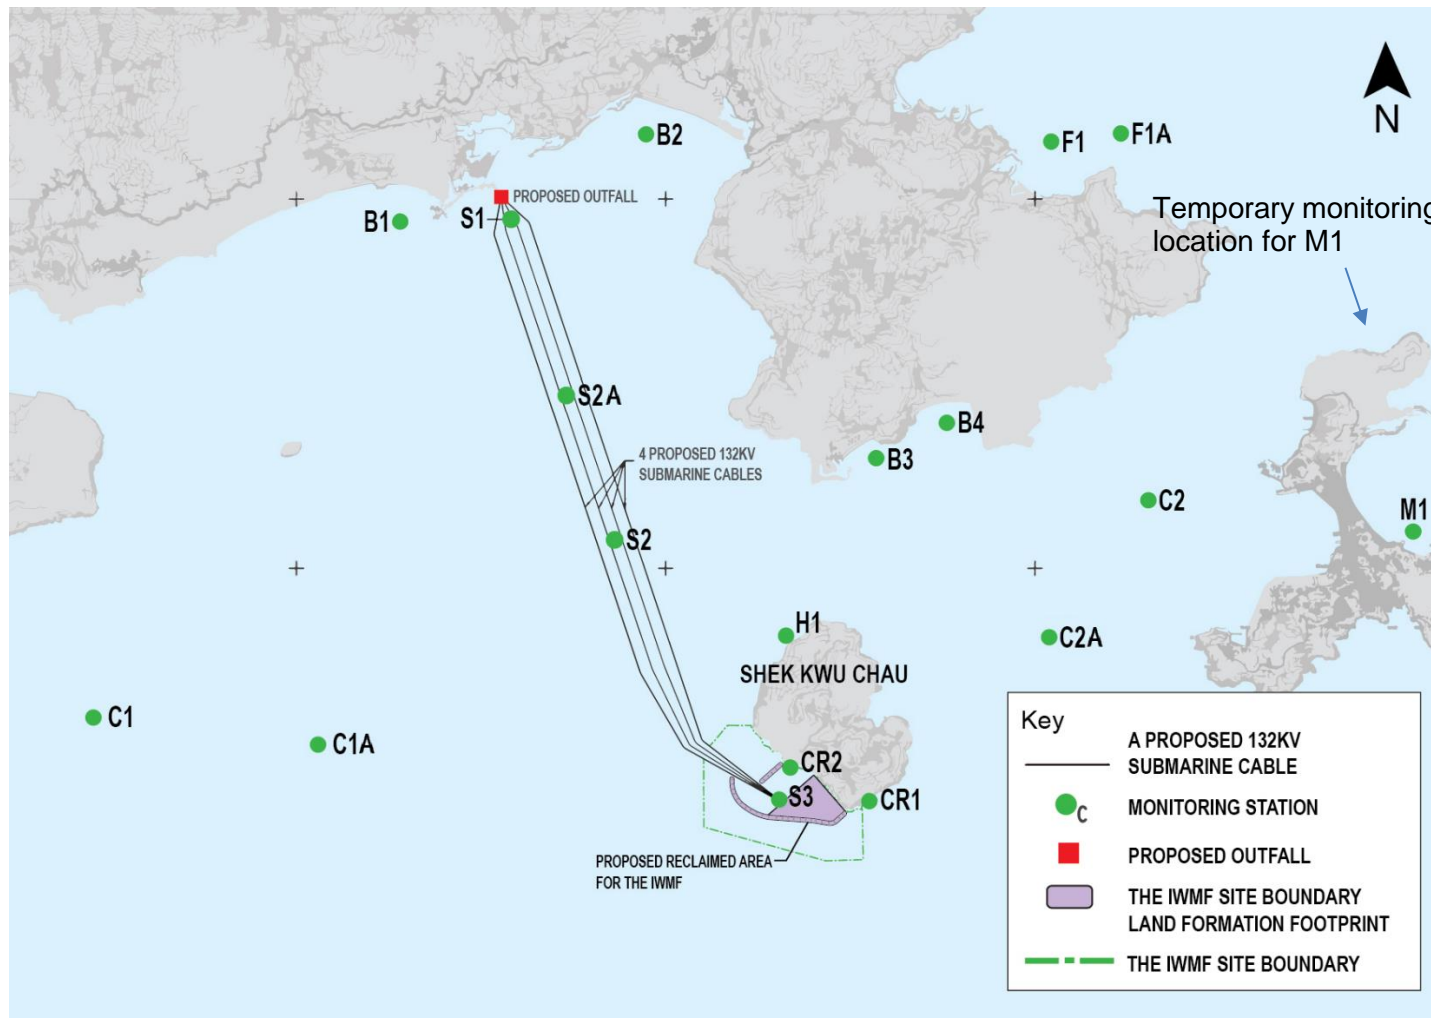 N
B2
F1
F1A
PROPOSED OUTFALL
B1
S1
Temporary monitoring
location for M1
S2A
B4
B3
4 PROPOSED 132KV
SUBMARINE CABLES
C2
M1
S2
H1
C2A
SHEK KWU CHAU
C1
C1A
CR2
S3
CR1
PROPOSED RECLAIMED AREA
FOR THE IWMF
Key
A PROPOSED 132KV
SUBMARINE CABLE
C
MONITORING STATION
PROPOSED OUTFALL
THE IWMF SITE BOUNDARY
LAND FORMATION FOOTPRINT
THE IWMF SITE BOUNDARY